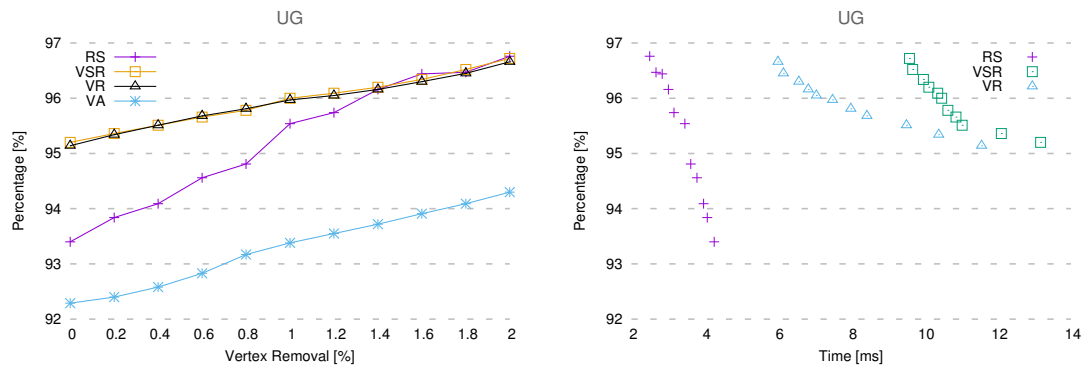 UG
97
96
95
94
93
92
Percentage [%]
RS
VSR
VR
VA
0 0.2 0.4 0.6 0.8 1 1.2 1.4 1.6 1.8 2
Vertex Removal [%]
UG
97
96
95
94
93
92
Percentage [%]
RS
VSR
VR
2 4 6 8 10 12 14
Time [ms]